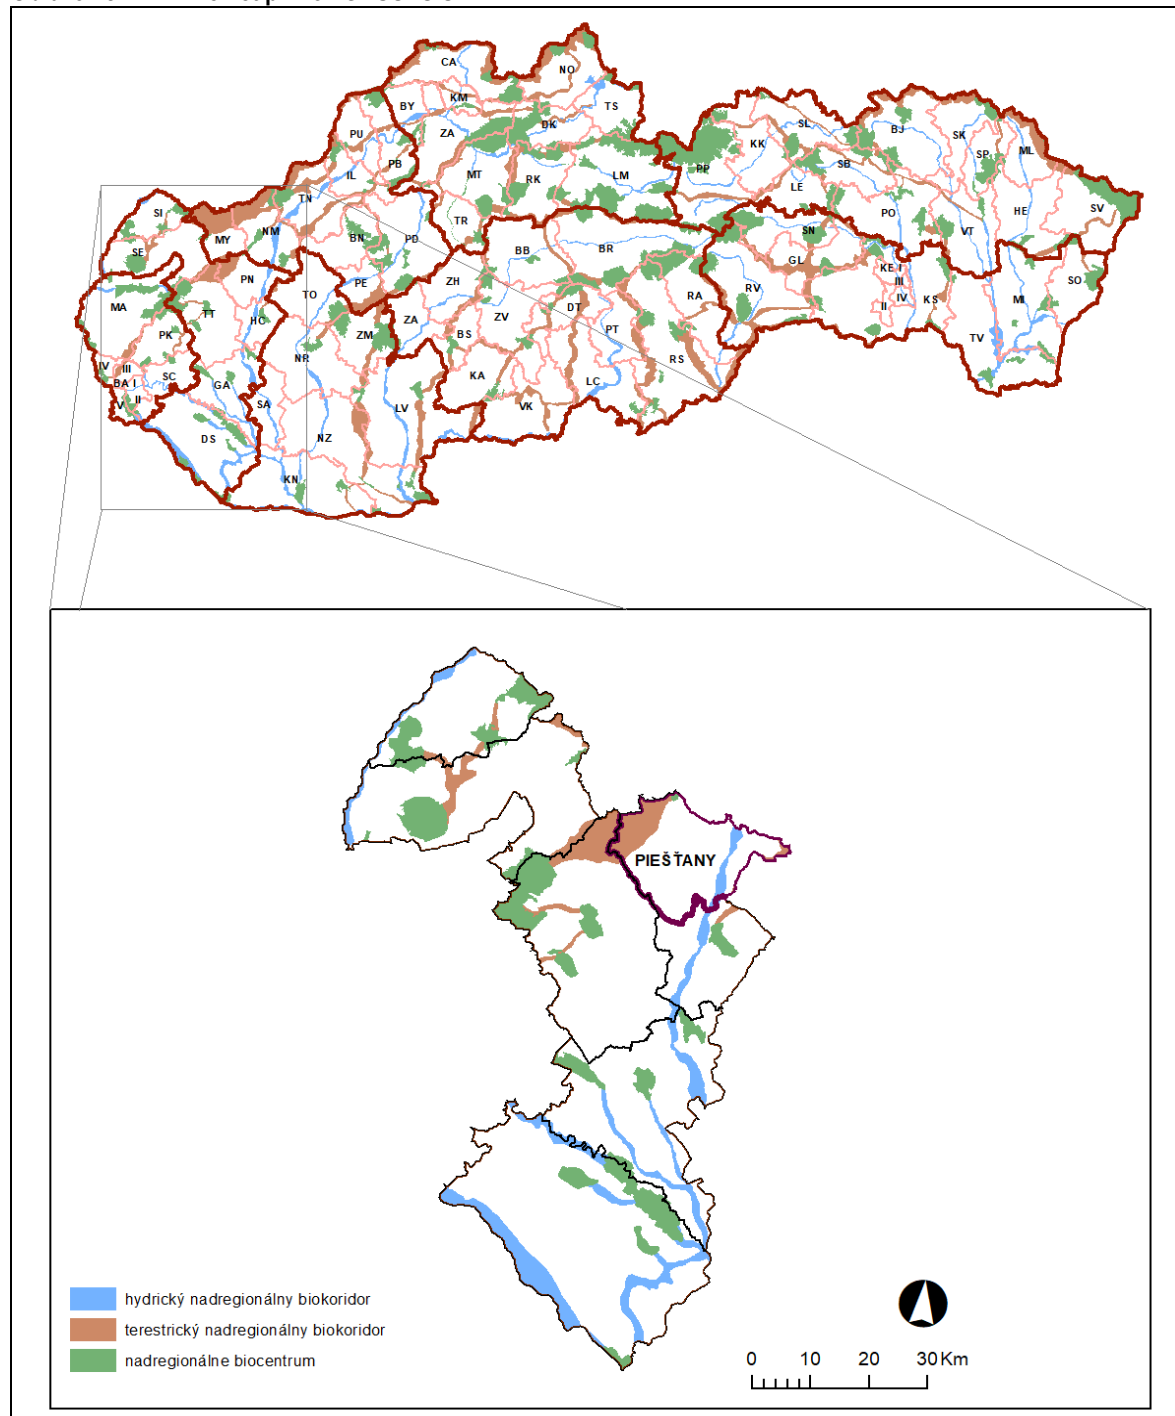 CA
NO
BY
KM
TS
DK
ZA
PU
PB
MT
RK
LM
IL
TN
TR
KK
SL
BJ
SK
SP
ML
PP
SB
LE
PO
HE
SV
VT
SI
MY
NM
BN
PD
SE
BB
BR
SN
GL
KE I
III
IV
II
KS
MI
SO
TV
MA
PN
TO
PE
ZH
RV
RA
TT
HC
ZA
ZM
BS
ZV
DT
PT
PK
NR
RS
IV
III
BA I
II
V
SC
GA
SA
KA
LC
LV
VK
DS
NZ
KN
PIEŠŤANY
hydrický nadregionálny biokoridor
terestrický nadregionálny biokoridor
nadregionálne biocentrum
0 10 20 30 Km